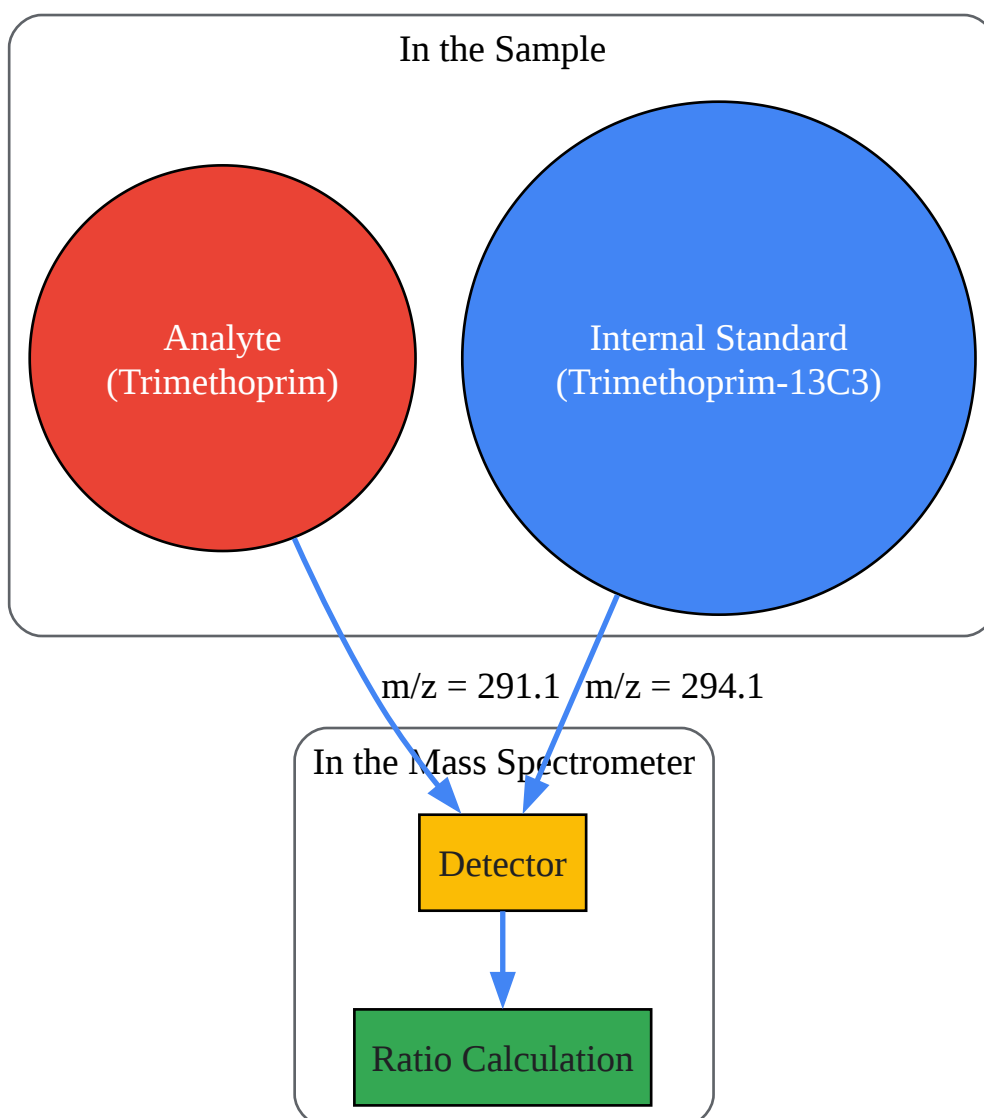 In the Sample
Analyte
(Trimethoprim)
Internal Standard
(Trimethoprim-13C3)
m/z = 291.1
m/z = 294.1
In the Mass Spectrometer
Detector
Ratio Calculation